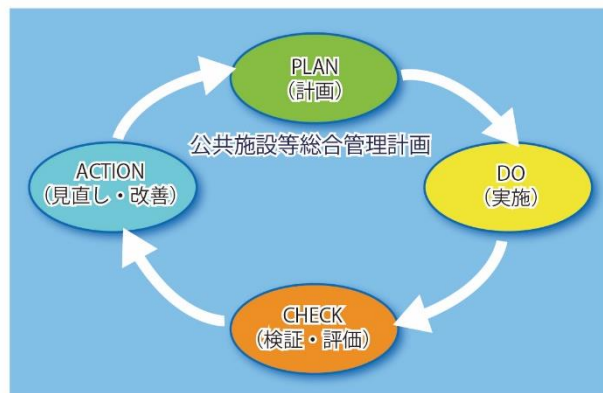 PLAN
(計画)
公共施設等総合管理計画
ACTION
(見直し・改善)
DO
(実施)
CHECK
(検証・評価)